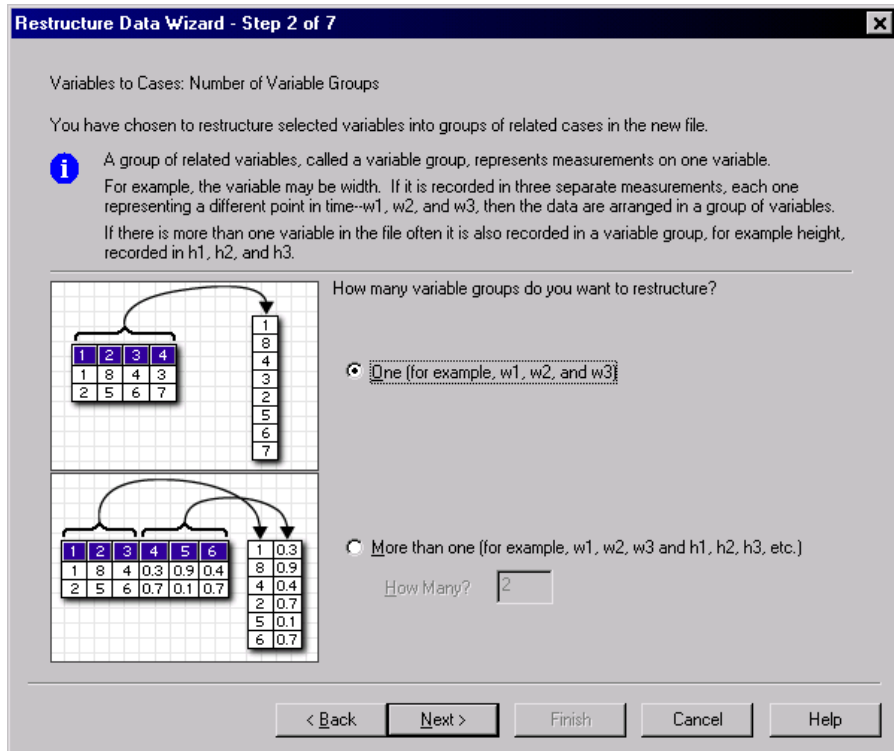 Restructure Data Wizard - Step 2 of 7
Variables to Cases: Number of Variable Groups
You have chosen to restructure selected variables into groups of related cases in the new file.
i
A group of related variables, called a variable group, represents measurements on one variable.
For example, the variable may be width. If it is recorded in three separate measurements, each one
representing a different point in time--w1, w2, and w3, then the data are arranged in a group of variables.
If there is more than one variable in the file often it is also recorded in a variable group, for example height,
recorded in h1, h2, and h3.
How many variable groups do you want to restructure?
1 2 3 4
1 8 4 3
2 5 6 7
1
8
4
3
2
5
6
7
One (for example, w1, w2, and w3)
1 2 3 4 5 6
1 8 4 0.3 0.9 0.4
2 5 6 0.7 0.1 0.7
1 0.3
8 0.9
4 0.4
2 0.7
5 0.1
6 0.7
More than one (for example, w1, w2, w3 and h1, h2, h3, etc.)
How Many? 2
< Back
Next >
Finish
Cancel
Help